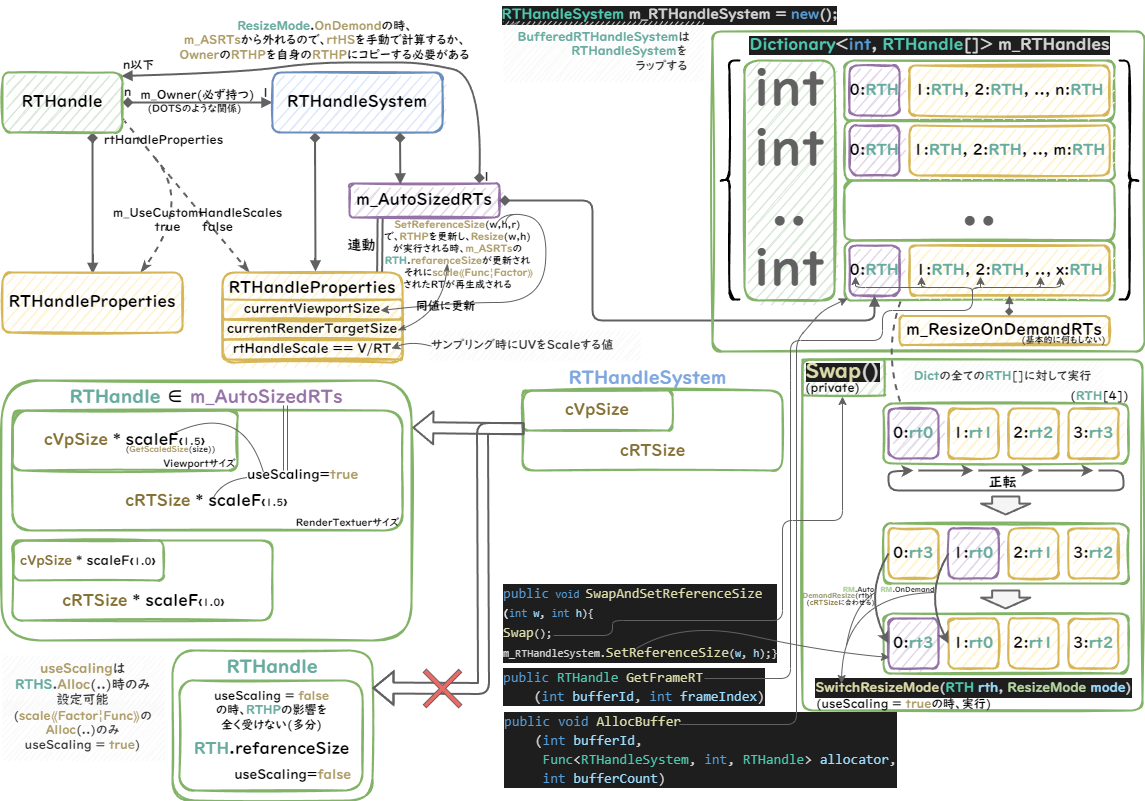 ResizeMode.OnDemondの時、
m_ASRTsから外れるので、rtHSを手動で計算するか、
OwnerのRTHPを自身のRTHPにコピーする必要がある
n以下
RTHandle
n
m_Owner(必ず持つ)
(DOTSのような関係)
1
RTHandleSystem
rtHandleProperties
m_UseCustomHandleScales
true
false
1
m_AutoSizedRTs
連動
SetReferenceSize(w,h,r)
で、RTHPを更新し、Resize(w,h)
が実行される時、m_ASRTsの
RTH.refarenceSizeが更新され
それにscale《Func¦Factor》
されたRTが再生成される
RTHandleProperties
RTHandleProperties
currentViewportSize
同値に更新
currentRenderTargetSize
rtHandleScale == V/RT
サンプリング時にUVをScaleする値
RTHandleSystem m_RTHandleSystem = new();
BufferedRTHandleSystemは
RTHandleSystemを
ラップする
Dictionary<int, RTHandle[]> m_RTHandles
int
0:RTH
1:RTH, 2:RTH, .., n:RTH
int
0:RTH
1:RTH, 2:RTH, .., m:RTH
..
..
int
0:RTH
1:RTH, 2:RTH, .., x:RTH
m_ResizeOnDemandRTs
(基本的に何もしない)
RTHandle ∈ m_AutoSizedRTs
cVpSize * scaleF{1.5}
(GetScaledSize(size))
Viewportサイズ
useScaling=true
cRTSize * scaleF{1.5}
RenderTextuerサイズ
cVpSize * scaleF{1.0}
cRTSize * scaleF{1.0}
RTHandleSystem
cVpSize
cRTSize
useScalingは
RTHS.Alloc(..)時のみ
設定可能
(scale《Factor¦Func》の
Alloc(..)のみ
useScaling = true)
RTHandle
useScaling = false
の時、RTHPの影響を
全く受けない(多分)
RTH.refarenceSize
useScaling=false
Swap()
(private)
Dictの全てのRTH[]に対して実行
(RTH[4])
0:rt0
1:rt1
2:rt2
3:rt3
正転
0:rt3
1:rt0
2:rt1
3:rt2
RM.Auto
DemandResize(rth)
(cRTSizeに合わせる)
RM.OnDemand
0:rt3
1:rt0
2:rt1
3:rt2
SwitchResizeMode(RTH rth, ResizeMode mode)
(useScaling = trueの時、実行)
public void SwapAndSetReferenceSize
(int w, int h){
Swap();
m_RTHandleSystem.SetReferenceSize(w, h);}
public RTHandle GetFrameRT
(int bufferId, int frameIndex)
public void AllocBuffer
(int bufferId,
Func<RTHandleSystem, int, RTHandle> allocator,
int bufferCount)